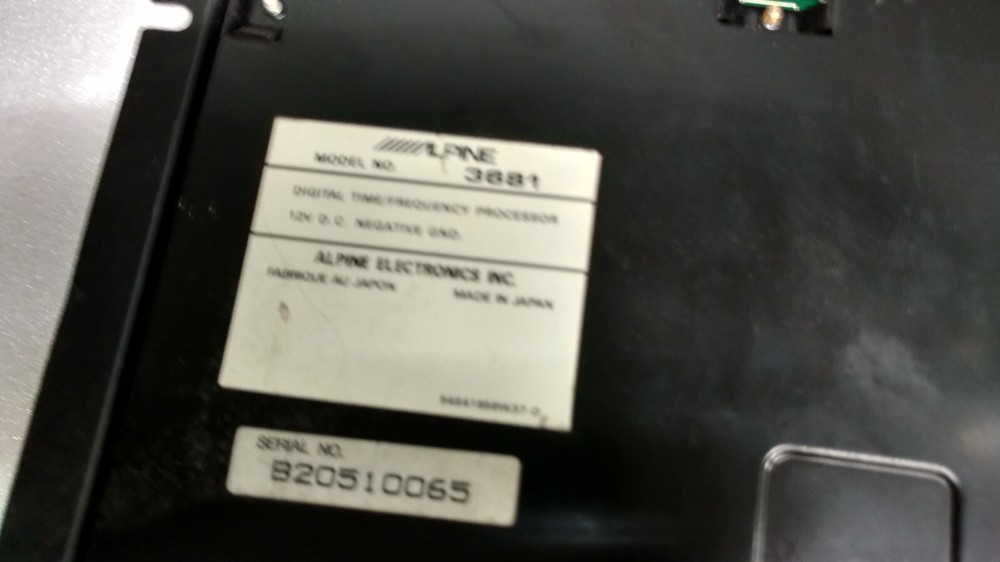 ALPINE
MODEL NO. 3681
DIGITAL TIME/FREQUENCY PROCESSOR
12V D.C. NEGATIVE GND.
ALPINE ELECTRONICS INC.
FABRIQUE AU JAPON MADE IN JAPAN
SERIAL NO.
B20510065